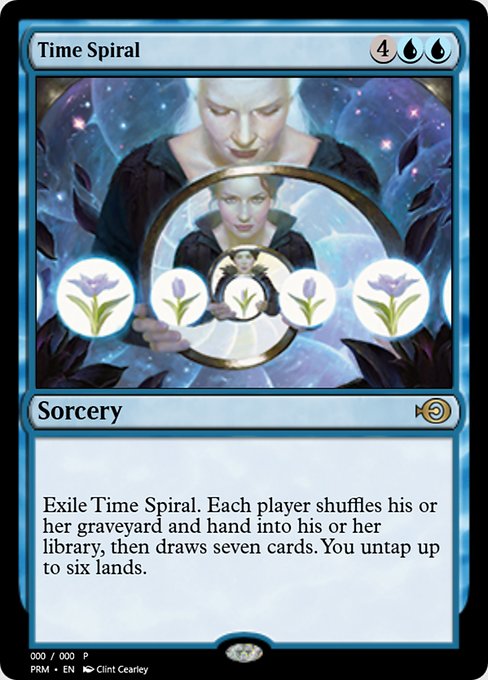 Time Spiral 4
Sorcery
Exile Time Spiral. Each player shuffles his or
her graveyard and hand into his or her
library, then draws seven cards. You untap up
to six lands.
000 / 000 P
PRM • EN Clint Cearley